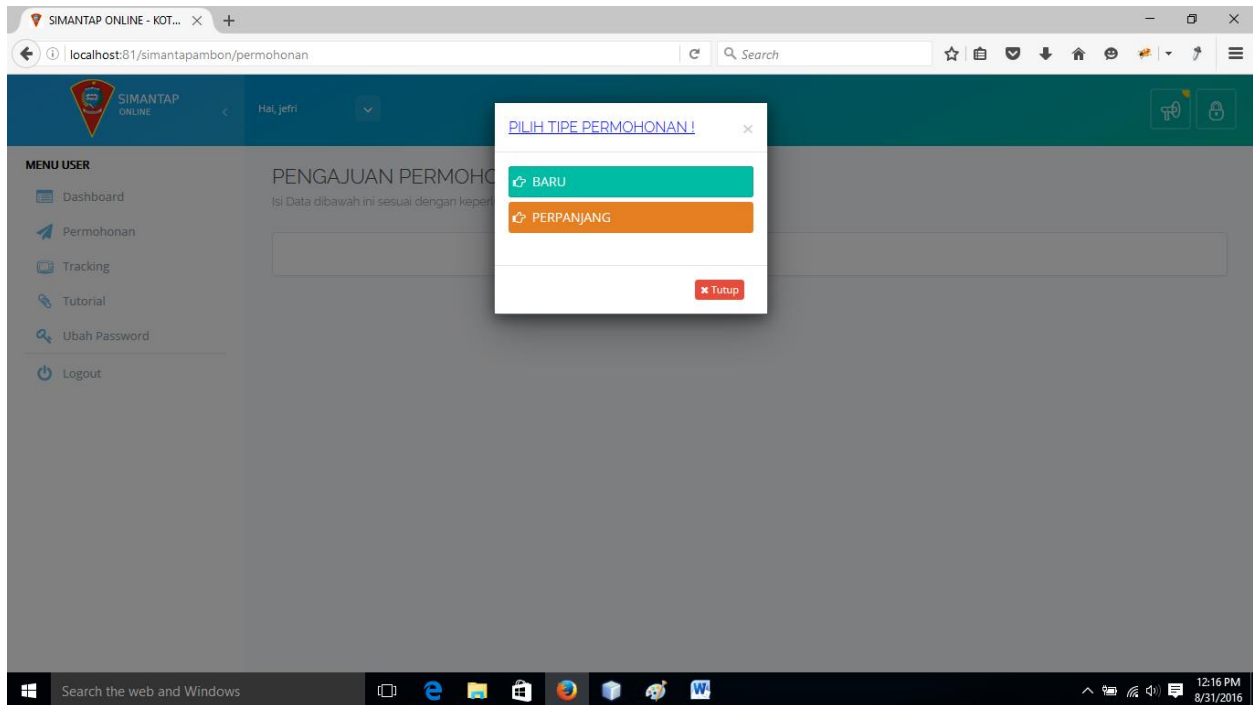 SIMANTAP ONLINE - KOT...
localhost:81/simantapambon/permohonan
Search
SIMANTAP
ONLINE
Hai, jefri
PILIH TIPE PERMOHONAN !
BARU
PERPANJANG
Tutup
MENU USER
Dashboard
Permohonan
Tracking
Tutorial
Ubah Password
Logout
PENGAJUAN PERMOHO
Isi Data dibawah ini sesuai dengan keper
Search the web and Windows
12:16 PM
8/31/2016